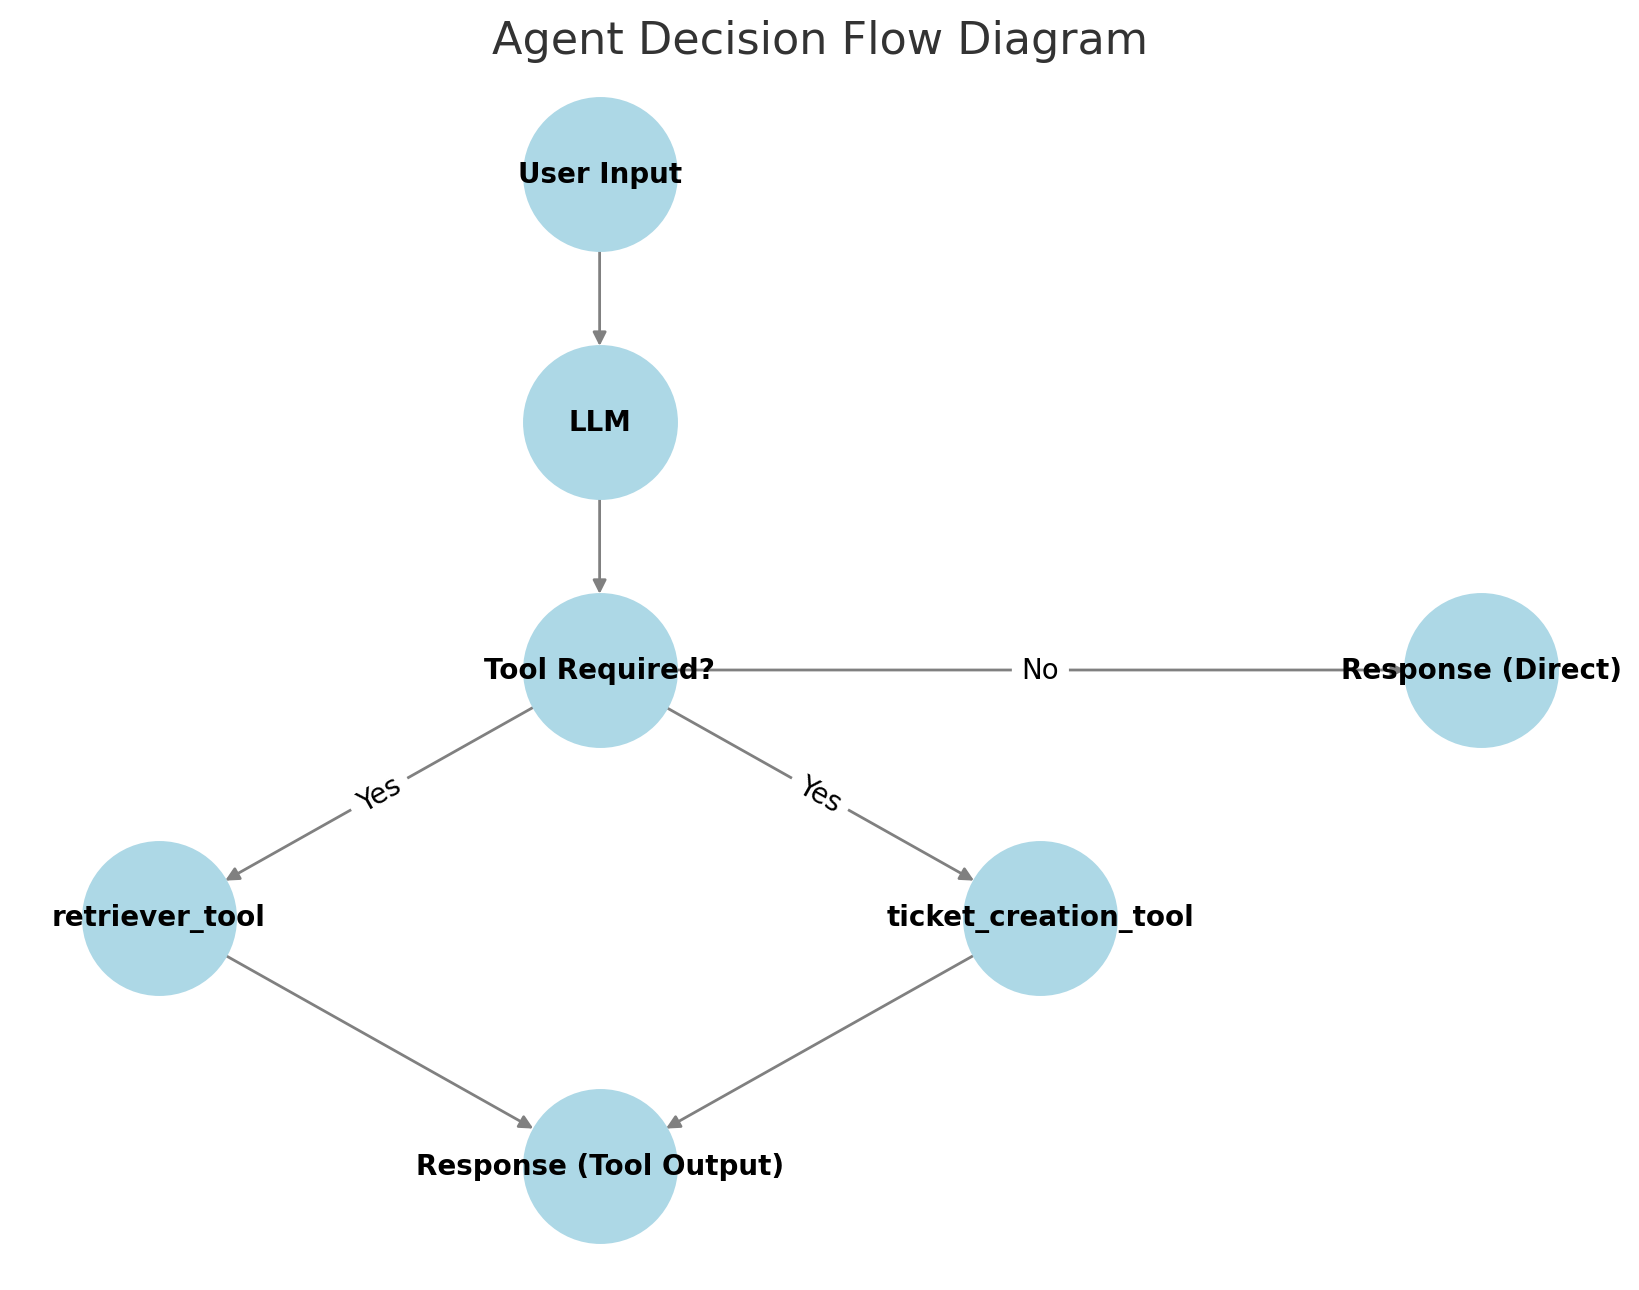 Agent Decision Flow Diagram
User Input
LLM
Tool Required?
No
Response (Direct)
Yes
Yes
retriever_tool
ticket_creation_tool
Response (Tool Output)